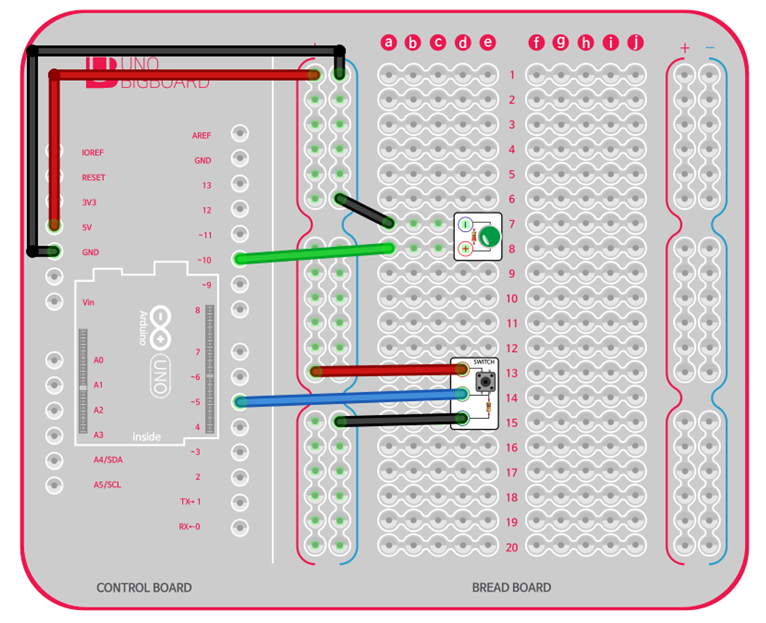 UNO
BIGBOARD
a b c d e f g h i j
+ −
IOREF
RESET
3V3
5V
GND
Vin
A0
A1
A2
A3
A4/SDA
A5/SCL
AREF
GND
13
12
~11
~10
~9
8
7
~6
~5
4
~3
2
TX→1
RX←0
Arduino
UNO
inside
1
2
3
4
5
6
7
8
9
10
11
12
13
14
15
16
17
18
19
20
SWITCH
CONTROL BOARD
BREAD BOARD